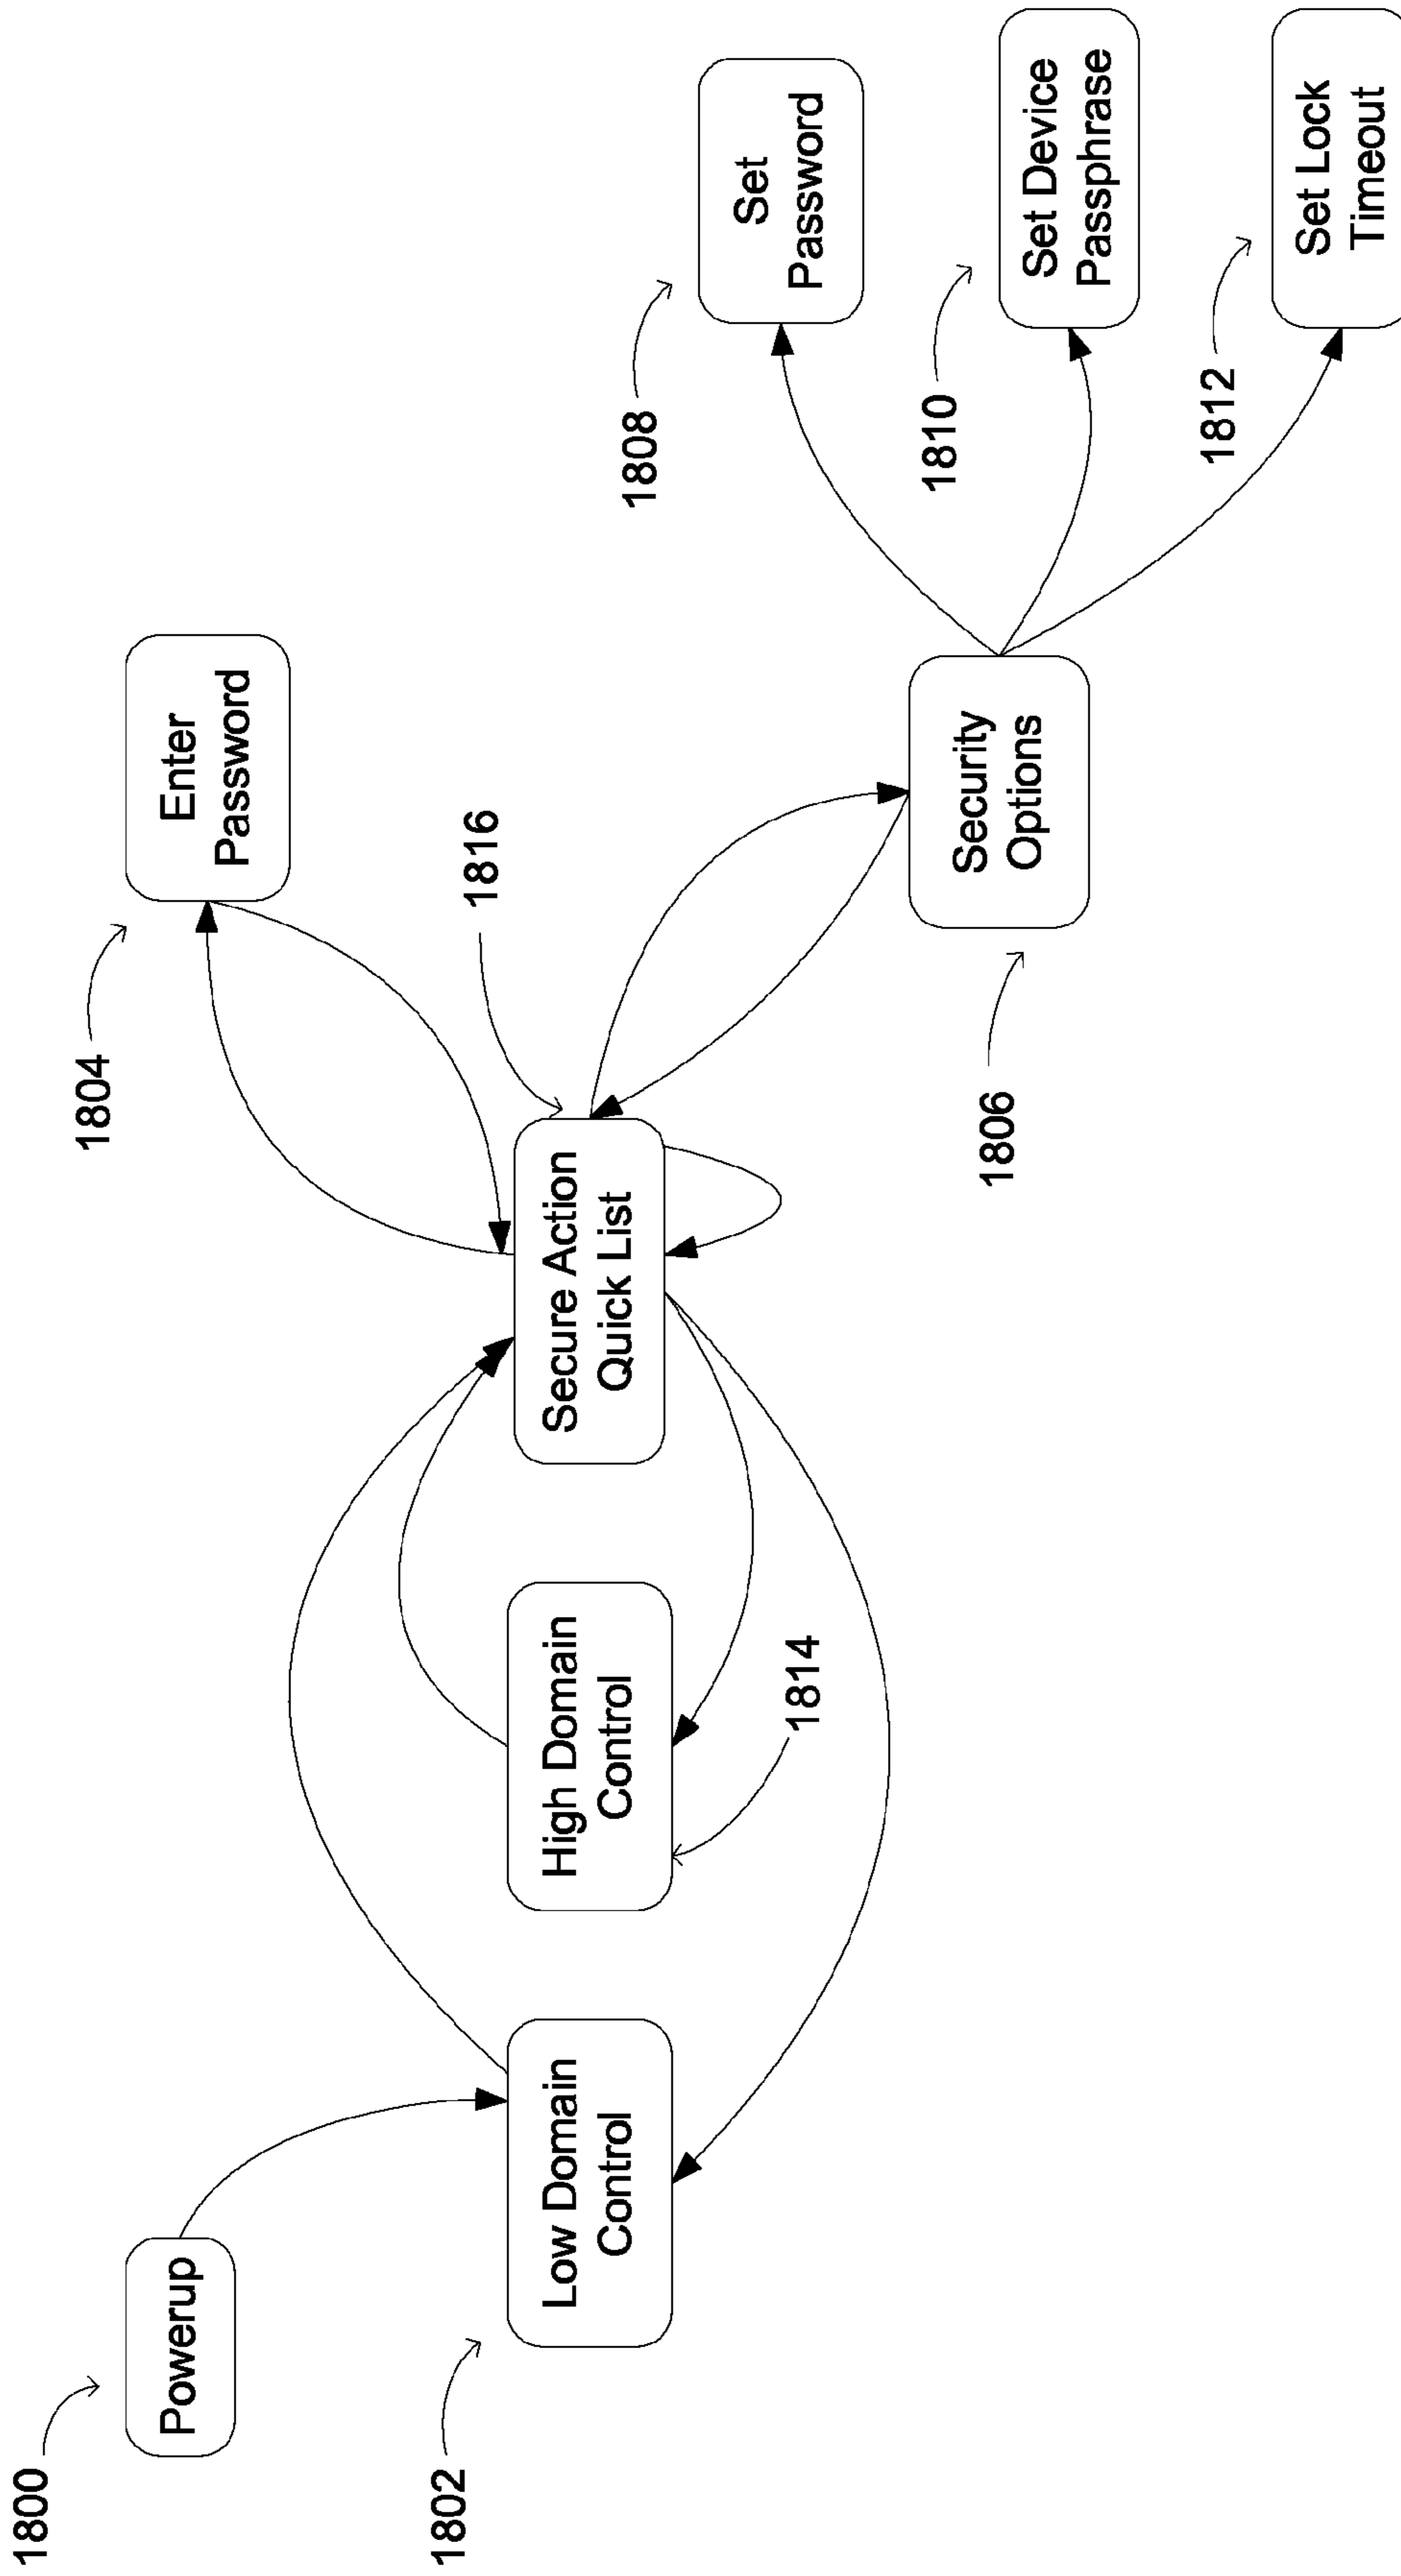 1800
Powerup
1804
Enter
Password
1802
Low Domain
Control
High Domain
Control
1814
Secure Action
Quick List
1816
1808
Set
Password
1806
Security
Options
1810
Set Device
Passphrase
1812
Set Lock
Timeout